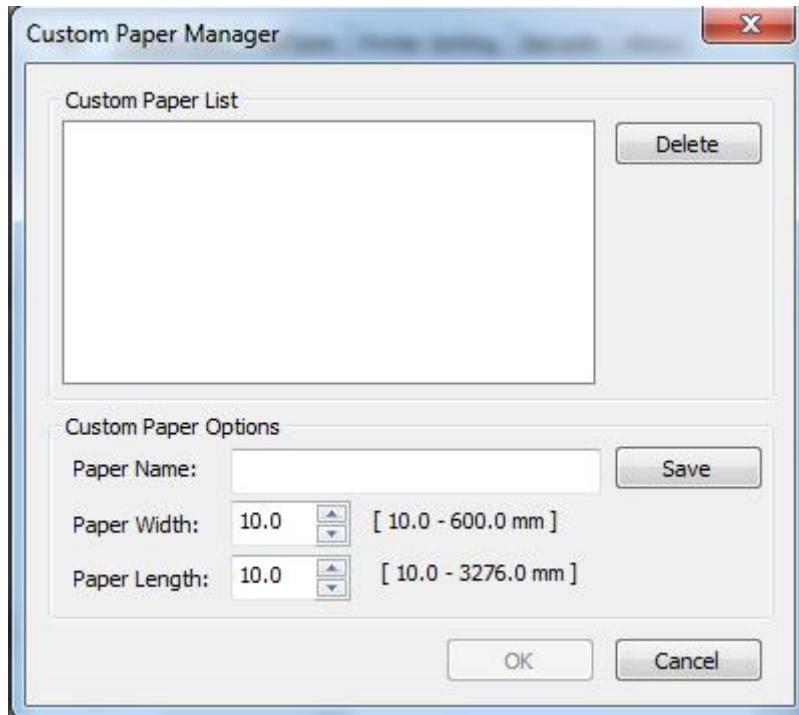 Custom Paper Manager
Custom Paper List
Delete
Custom Paper Options
Paper Name:
Save
Paper Width: 10.0 [ 10.0 - 600.0 mm ]
Paper Length: 10.0 [ 10.0 - 3276.0 mm ]
OK Cancel